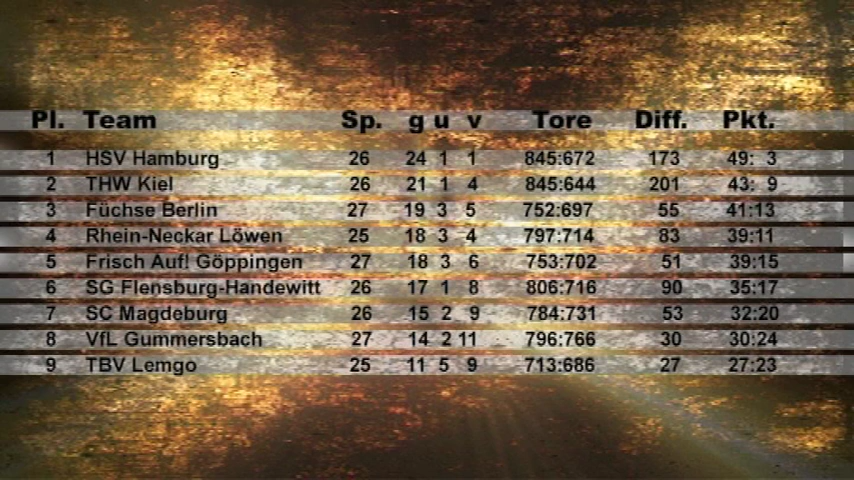 Pl. Team Sp. g u v Tore Diff. Pkt.
1 HSV Hamburg 26 24 1 1 845:672 173 49: 3
2 THW Kiel 26 21 1 4 845:644 201 43: 9
3 Füchse Berlin 27 19 3 5 752:697 55 41:13
4 Rhein-Neckar Löwen 25 18 3 4 797:714 83 39:11
5 Frisch Auf! Göppingen 27 18 3 6 753:702 51 39:15
6 SG Flensburg-Handewitt 26 17 1 8 806:716 90 35:17
7 SC Magdeburg 26 15 2 9 784:731 53 32:20
8 VfL Gummersbach 27 14 2 11 796:766 30 30:24
9 TBV Lemgo 25 11 5 9 713:686 27 27:23